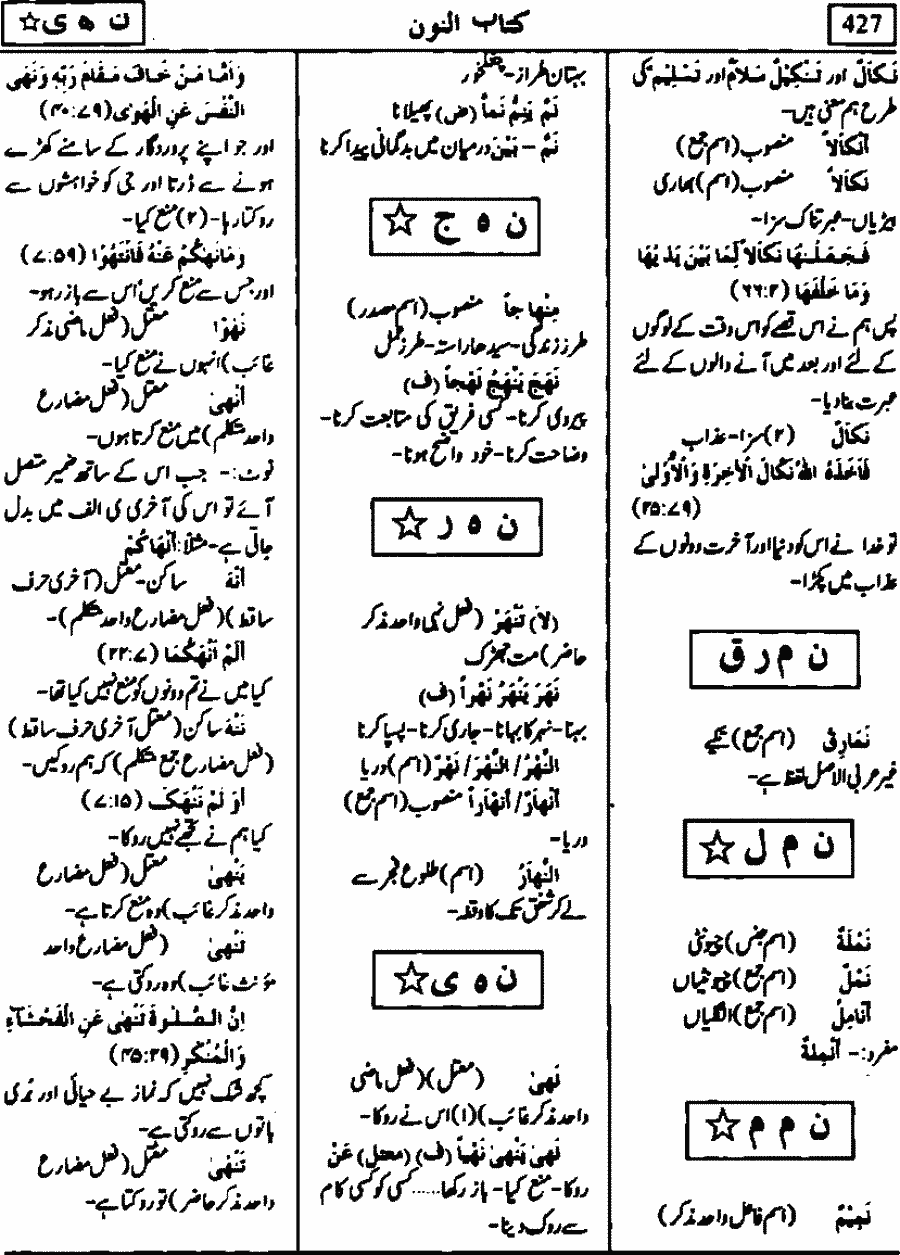 427
کتاب النون
ن ه ی ☆
نَكَالٌ اور تَنْكِيْلٌ سَلَامٌ اور تَسْلِيْمٌ کی
طرح ہم معنی ہیں-
اَنْكَالاً منصوب (اسم جمع)
نَكَالاً منصوب (اسم) بھاری
بیڑیاں-عبرتناک سزا-
فَجَعَلْنٰهَا نَكَالاً لِّمَا بَيْنَ يَدَيْهَا
وَمَا خَلْفَهَا (۶۶:۲)
پس ہم نے اس قصے کو اس وقت کے لوگوں
کے لئے اور بعد میں آنے والوں کے لئے
عبرت بنا دیا-
نَكَالٌ (۲) سزا-عذاب
فَاَخَذَهُ اللّٰهُ نَكَالَ الْاٰخِرَةِ وَالْاُوْلٰى
(۲۵:۷۹)
تو خدا نے اس کو دنیا اور آخرت دونوں کے
عذاب میں پکڑا-
ن م ر ق
نَمَارِقُ (اسم جمع) تکیے
غیر عربی الاصل لفظ ہے-
ن م ل ☆
نَمْلَةٌ (اسم جنس) چیونٹی
نَمْلٌ (اسم جمع) چیونٹیاں
اَنَامِلُ (اسم جمع) انگلیاں
مفرد:- اَنْمِلَةٌ
ن م م ☆
نَمِيْمٌ (اسم فاعل واحد مذکر)
بہتان طراز-چغلخور
نَمَّ يَنِمُّ نَماًّ (ض) پھیلانا
نَمَّ - بَيْنَ درمیان میں بدگمانی پیدا کرنا
ن ه ج ☆
مِنْهَاجاً منصوب (اسم مصدر)
طرز زندگی-سیدھا راستہ-طرز عمل
نَهَجَ يَنْهَجُ نَهْجاً (ف)
پیروی کرنا-کسی فریق کی متابعت کرنا-
وضاحت کرنا-خود واضح ہونا-
ن ه ر ☆
(لَا) تَنْهَرْ (فعل نہی واحد مذکر
حاضر) مت جھڑک
نَهَرَ يَنْهَرُ نَهْراً (ف)
بہنا-نہر کا بہانا-جاری کرنا-پسپا کرنا
النَّهْرُ/ النَّهَرُ/ نَهَرٌ (اسم) دریا
اَنْهَارٌ/ اَنْهَاراً منصوب (اسم جمع)
دریا-
النَّهَارُ (اسم) طلوع فجر سے
لے کر شفق تک کا وقفہ-
ن ه ی ☆
نَهىٰ (معتل) (فعل ماضی
واحد مذکر غائب) (۱) اس نے روکا-
نَهىٰ يَنْهىٰ نَهْياً (ف) (معتل) عَنْ
روکا-منع کیا-باز رکھا..... کسی کو کسی کام
سے روک دینا-
وَاَمَّا مَنْ خَافَ مَقَامَ رَبِّهٖ وَنَهَى
النَّفْسَ عَنِ الْهَوٰى (۴۰:۷۹)
اور جو اپنے پروردگار کے سامنے کھڑے
ہونے سے ڈرتا اور جی کو خواہشوں سے
روکتا رہا-(۲) منع کیا-
وَمَا نَهٰكُمْ عَنْهُ فَانْتَهُوْا (۷:۵۹)
اور جس سے منع کریں اُس سے باز رہو-
نَهَوْا معتل (فعل ماضی مذکر
غائب) انہوں نے منع کیا-
اَنْهىٰ معتل (فعل مضارع
واحد متکلم) میں منع کرتا ہوں-
نوٹ:- جب اس کے ساتھ ضمیر متصل
آئے تو اس کی آخری ی الف میں بدل
جاتی ہے-مثلاً: اَنْهَاكُمْ
اَنْهَ ساکن-معتل (آخری حرف
ساقط) (فعل مضارع واحد متکلم)-
اَلَمْ اَنْهَكُمَا (۲۲:۷)
کیا میں نے تم دونوں کو منع نہیں کیا تھا-
نَنْهَ ساکن (معتل آخری حرف ساقط)
(فعل مضارع جمع متکلم) کہ ہم روکیں-
اَوَ لَمْ نَنْهَكَ (۷:۱۵)
کیا ہم نے تجھے نہیں روکا-
يَنْهىٰ معتل (فعل مضارع
واحد مذکر غائب) وہ منع کرتا ہے-
تَنْهىٰ (فعل مضارع واحد
مؤنث غائب) وہ روکتی ہے-
اِنَّ الصَّلٰوةَ تَنْهٰى عَنِ الْفَحْشَآءِ
وَالْمُنْكَرِ (۴۵:۲۹)
کچھ شک نہیں کہ نماز بے حیائی اور بُری
باتوں سے روکتی ہے-
تَنْهىٰ معتل (فعل مضارع
واحد مذکر حاضر) تو روکتا ہے-